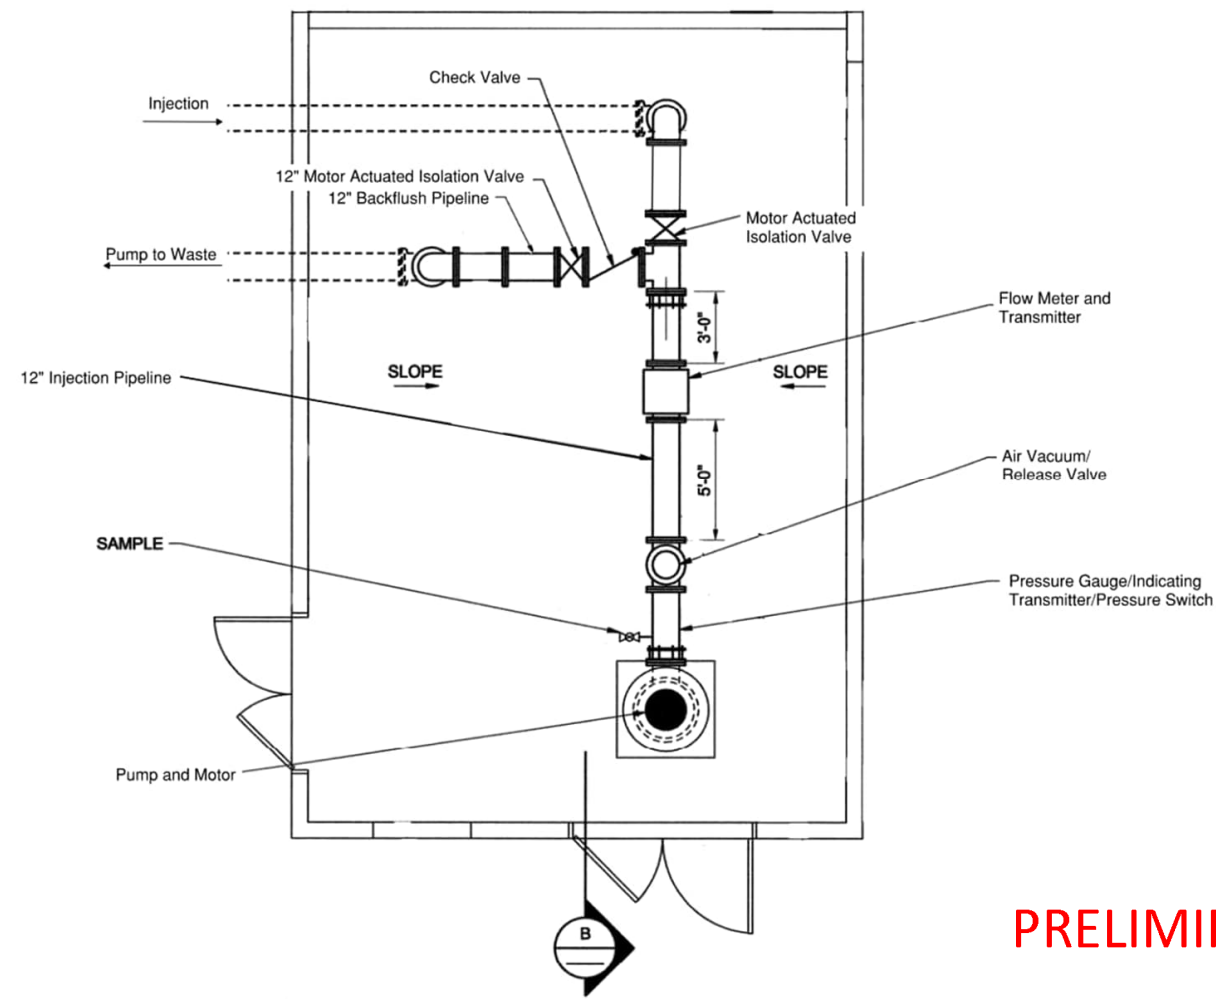 Check Valve
Injection
12" Motor Actuated Isolation Valve
12" Backflush Pipeline
Motor Actuated
Isolation Valve
Pump to Waste
Flow Meter and
Transmitter
3'-0"
SLOPE
SLOPE
12" Injection Pipeline
Air Vacuum/
Release Valve
5'-0"
SAMPLE
Pressure Gauge/Indicating
Transmitter/Pressure Switch
Pump and Motor
B